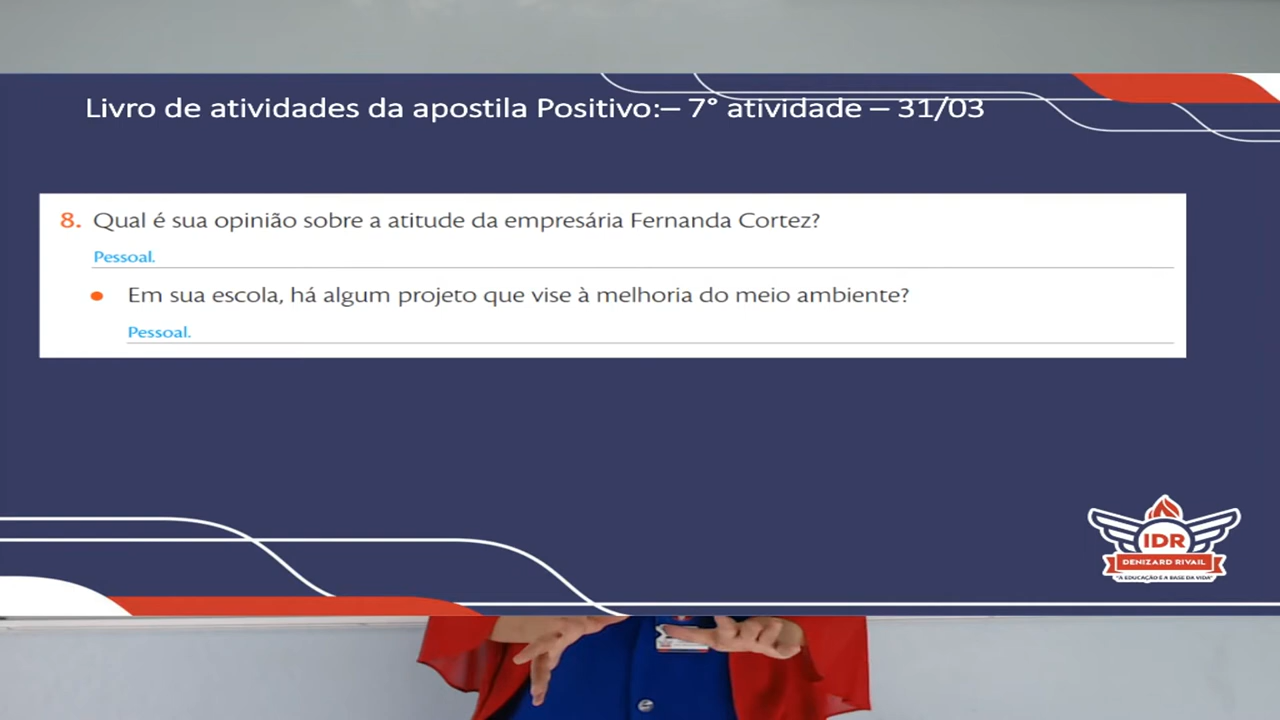 Livro de atividades da apostila Positivo:– 7° atividade – 31/03
8. Qual é sua opinião sobre a atitude da empresária Fernanda Cortez?
Pessoal.
• Em sua escola, há algum projeto que vise à melhoria do meio ambiente?
Pessoal.
IDR
DENIZARD RIVAIL
"A EDUCAÇÃO É A BASE DA VIDA"